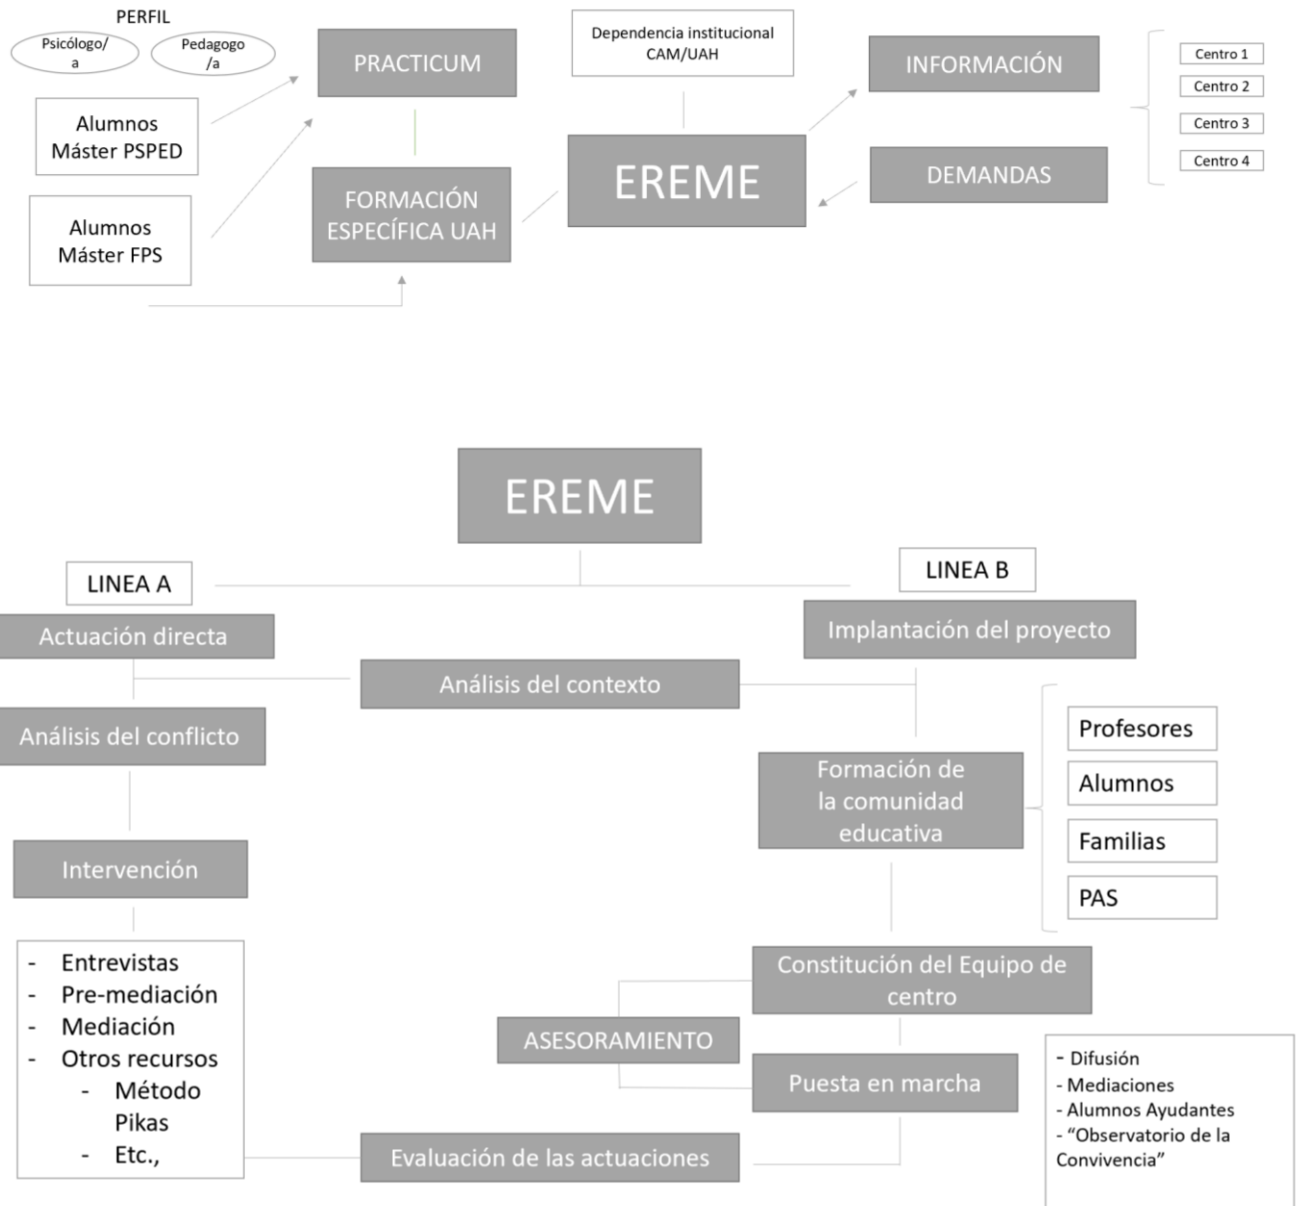 PERFIL
Psicólogo/
a
Pedagogo
/a
Alumnos
Máster PSPED
Alumnos
Máster FPS
PRACTICUM
FORMACIÓN
ESPECÍFICA UAH
Dependencia institucional
CAM/UAH
EREME
INFORMACIÓN
DEMANDAS
Centro 1
Centro 2
Centro 3
Centro 4
EREME
LINEA A
Actuación directa
Análisis del conflicto
Intervención
- Entrevistas
- Pre-mediación
- Mediación
- Otros recursos
- Método
Pikas
- Etc.,
Análisis del contexto
LINEA B
Implantación del proyecto
Formación de
la comunidad
educativa
Profesores
Alumnos
Familias
PAS
Constitución del Equipo de
centro
ASESORAMIENTO
Puesta en marcha
- Difusión
- Mediaciones
- Alumnos Ayudantes
- “Observatorio de la
Convivencia”
Evaluación de las actuaciones